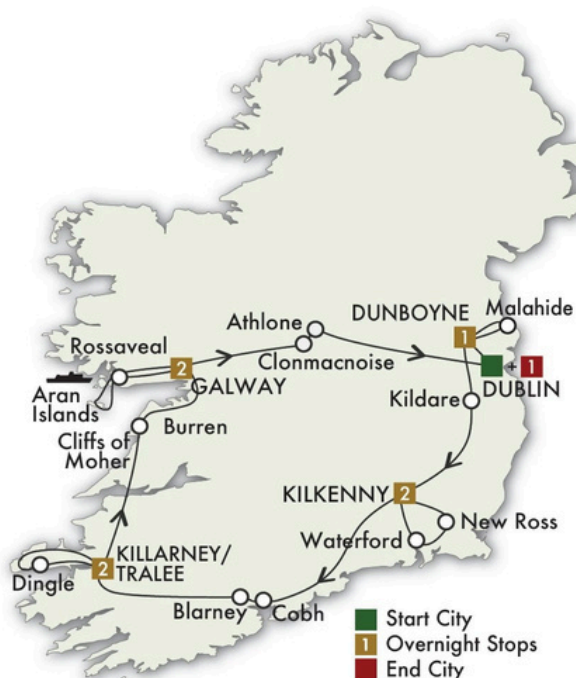 Malahide
DUNBOYNE
1
Athlone
Rossaveal
Clonmacnoise
2
GALWAY
+ 1
DUBLIN
Aran
Islands
Kildare
Burren
Cliffs of
Moher
KILKENNY 2
New Ross
Waterford
KILLARNEY/
TRALEE
2
Dingle
Blarney
Cobh
Start City
1 Overnight Stops
End City